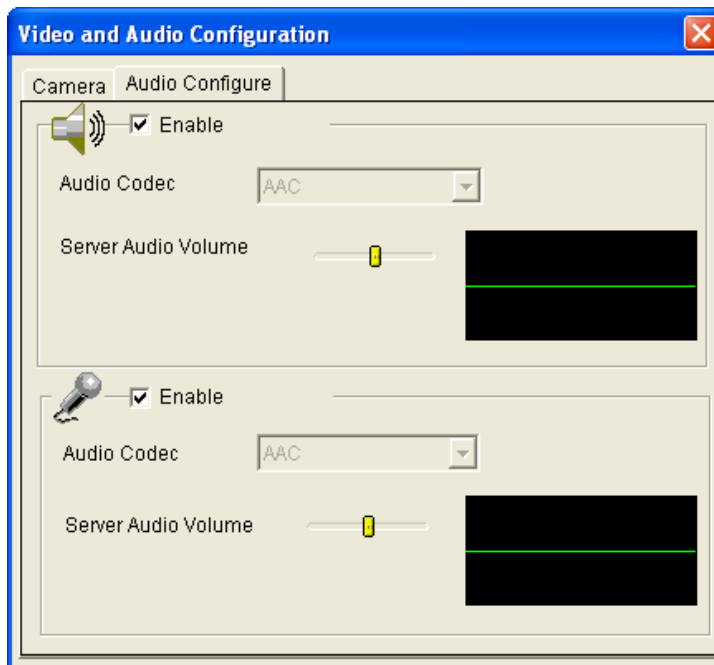 Video and Audio Configuration
Camera
Audio Configure
Enable
Audio Codec
AAC
Server Audio Volume
Enable
Audio Codec
AAC
Server Audio Volume